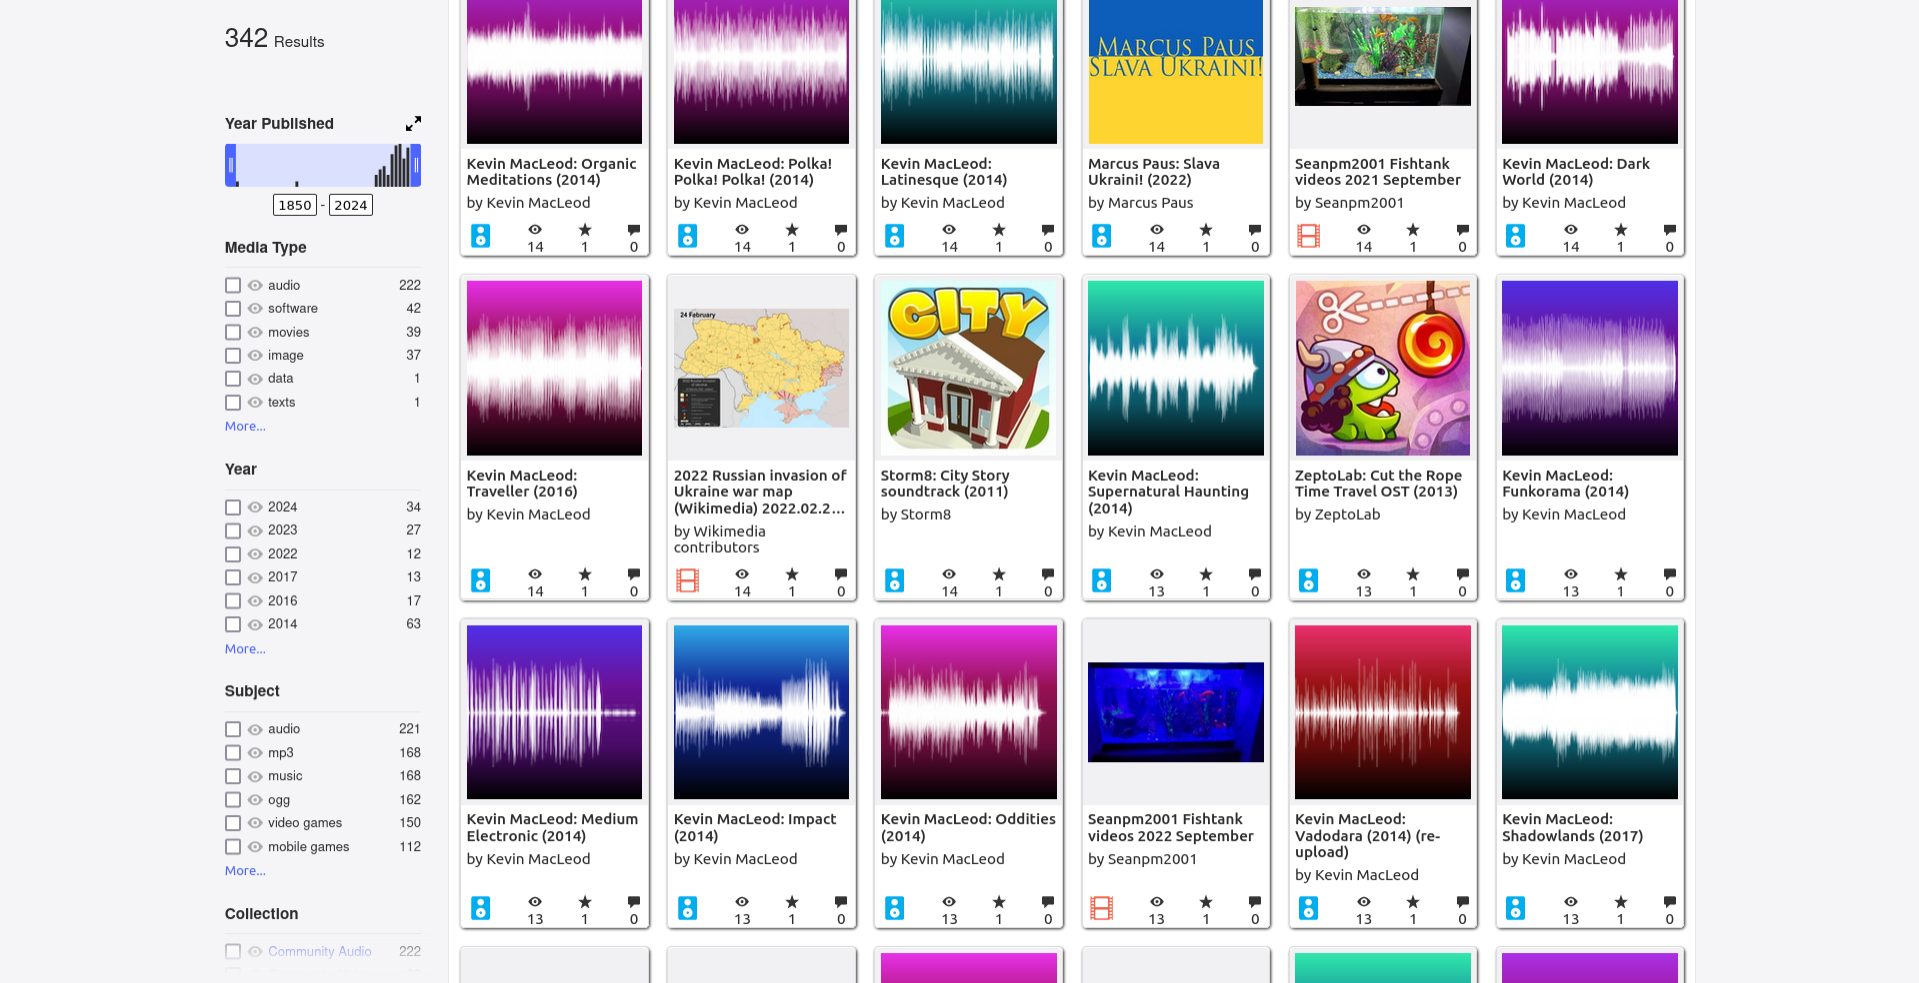 342 Results
Year Published
1850 - 2024
Media Type
audio 222
software 42
movies 39
image 37
data 1
texts 1
More...
Year
2024 34
2023 27
2022 12
2017 13
2016 17
2014 63
More...
Subject
audio 221
mp3 168
music 168
ogg 162
video games 150
mobile games 112
More...
Collection
Community Audio 222
Kevin MacLeod: Organic
Meditations (2014)
by Kevin MacLeod
14 1 0
Kevin MacLeod: Polka!
Polka! Polka! (2014)
by Kevin MacLeod
14 1 0
Kevin MacLeod:
Latinesque (2014)
by Kevin MacLeod
14 1 0
MARCUS PAUS
SLAVA UKRAINI!
Marcus Paus: Slava
Ukraini! (2022)
by Marcus Paus
14 1 0
Seanpm2001 Fishtank
videos 2021 September
by Seanpm2001
14 1 0
Kevin MacLeod: Dark
World (2014)
by Kevin MacLeod
14 1 0
Kevin MacLeod:
Traveller (2016)
by Kevin MacLeod
14 1 0
24 February
2022 Russian invasion of
Ukraine war map
(Wikimedia) 2022.02.2...
by Wikimedia
contributors
14 1 0
CITY
Storm8: City Story
soundtrack (2011)
by Storm8
14 1 0
Kevin MacLeod:
Supernatural Haunting
(2014)
by Kevin MacLeod
13 1 0
ZeptoLab: Cut the Rope
Time Travel OST (2013)
by ZeptoLab
13 1 0
Kevin MacLeod:
Funkorama (2014)
by Kevin MacLeod
13 1 0
Kevin MacLeod: Medium
Electronic (2014)
by Kevin MacLeod
13 1 0
Kevin MacLeod: Impact
(2014)
by Kevin MacLeod
13 1 0
Kevin MacLeod: Oddities
(2014)
by Kevin MacLeod
13 1 0
Seanpm2001 Fishtank
videos 2022 September
by Seanpm2001
13 1 0
Kevin MacLeod:
Vadodara (2014) (re-
upload)
by Kevin MacLeod
13 1 0
Kevin MacLeod:
Shadowlands (2017)
by Kevin MacLeod
13 1 0